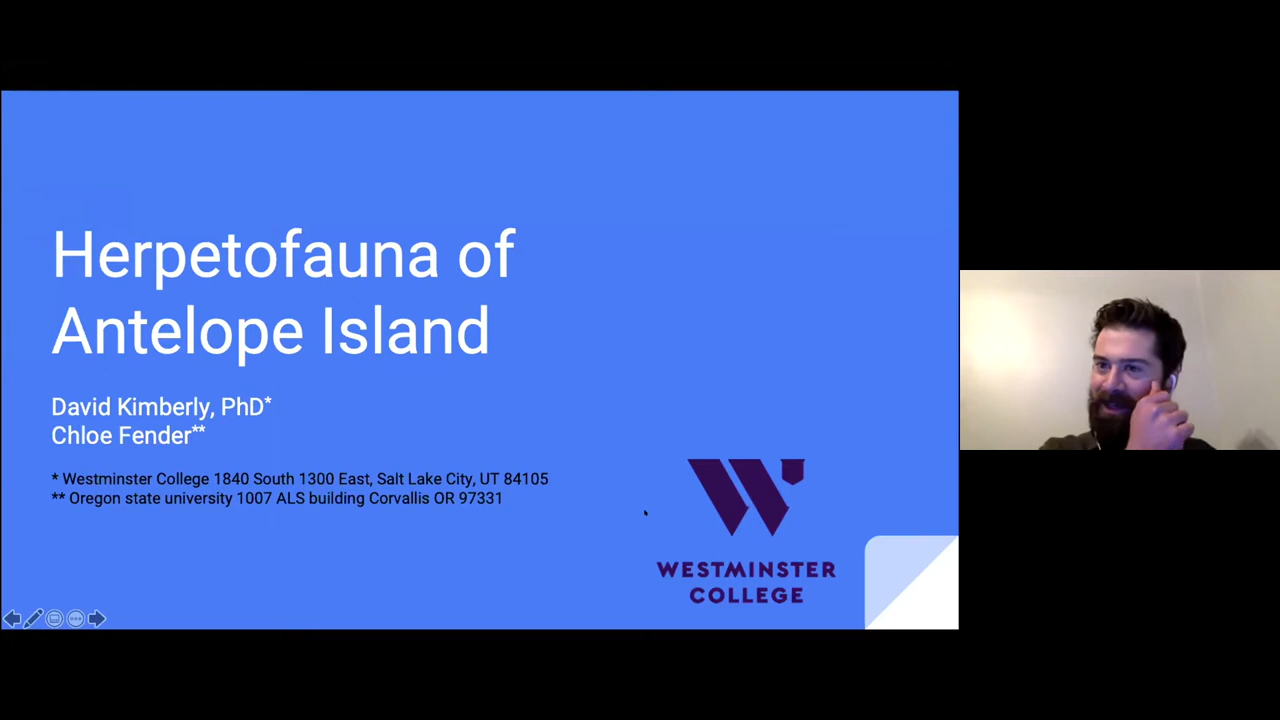 Herpetofauna of
Antelope Island
David Kimberly, PhD*
Chloe Fender**
* Westminster College 1840 South 1300 East, Salt Lake City, UT 84105
** Oregon state university 1007 ALS building Corvallis OR 97331
W
WESTMINSTER
COLLEGE